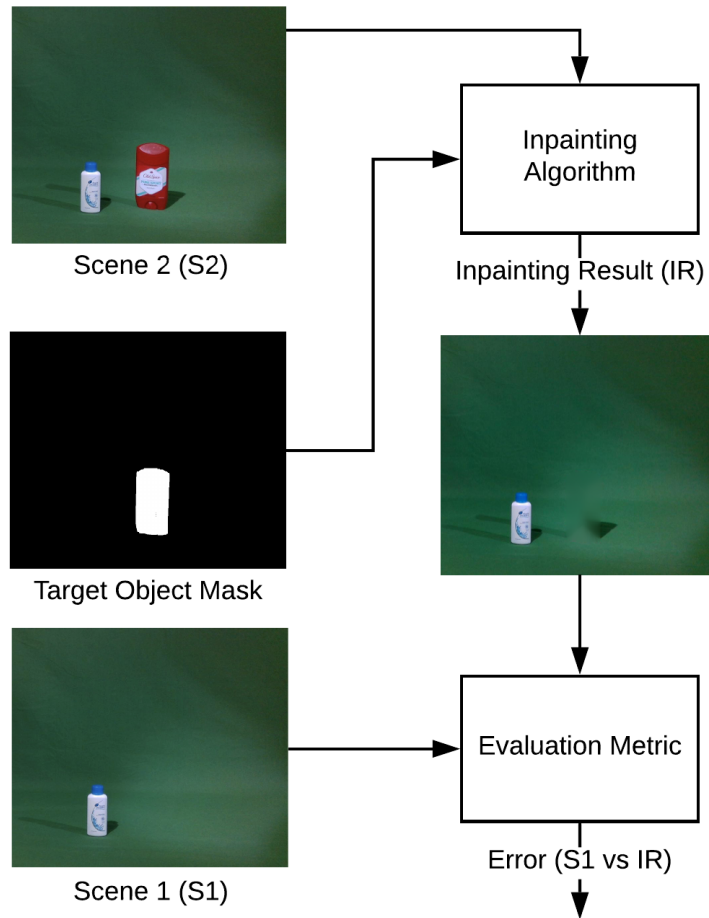 Inpainting
Algorithm
Scene 2 (S2)
Inpainting Result (IR)
Target Object Mask
Evaluation Metric
Error (S1 vs IR)
Scene 1 (S1)